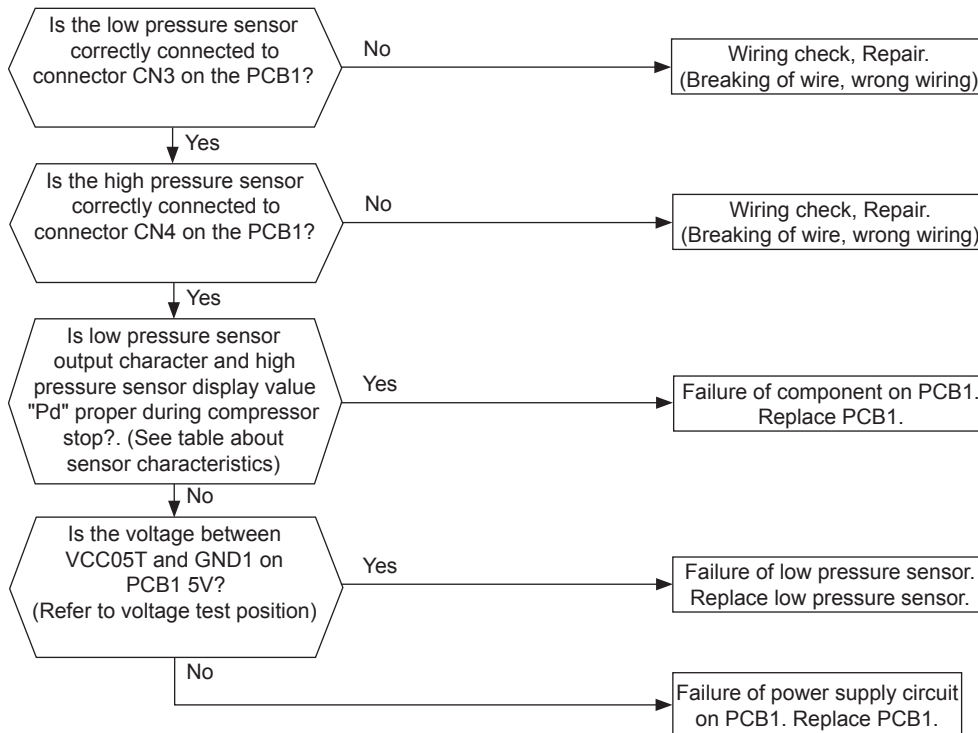 Is the low pressure sensor
correctly connected to
connector CN3 on the PCB1?
No
Wiring check, Repair.
(Breaking of wire, wrong wiring)
Yes
Is the high pressure sensor
correctly connected to
connector CN4 on the PCB1?
No
Wiring check, Repair.
(Breaking of wire, wrong wiring)
Yes
Is low pressure sensor
output character and high
pressure sensor display value
"Pd" proper during compressor
stop?. (See table about
sensor characteristics)
Yes
Failure of component on PCB1.
Replace PCB1.
No
Is the voltage between
VCC05T and GND1 on
PCB1 5V?
(Refer to voltage test position)
Yes
Failure of low pressure sensor.
Replace low pressure sensor.
No
Failure of power supply circuit
on PCB1. Replace PCB1.